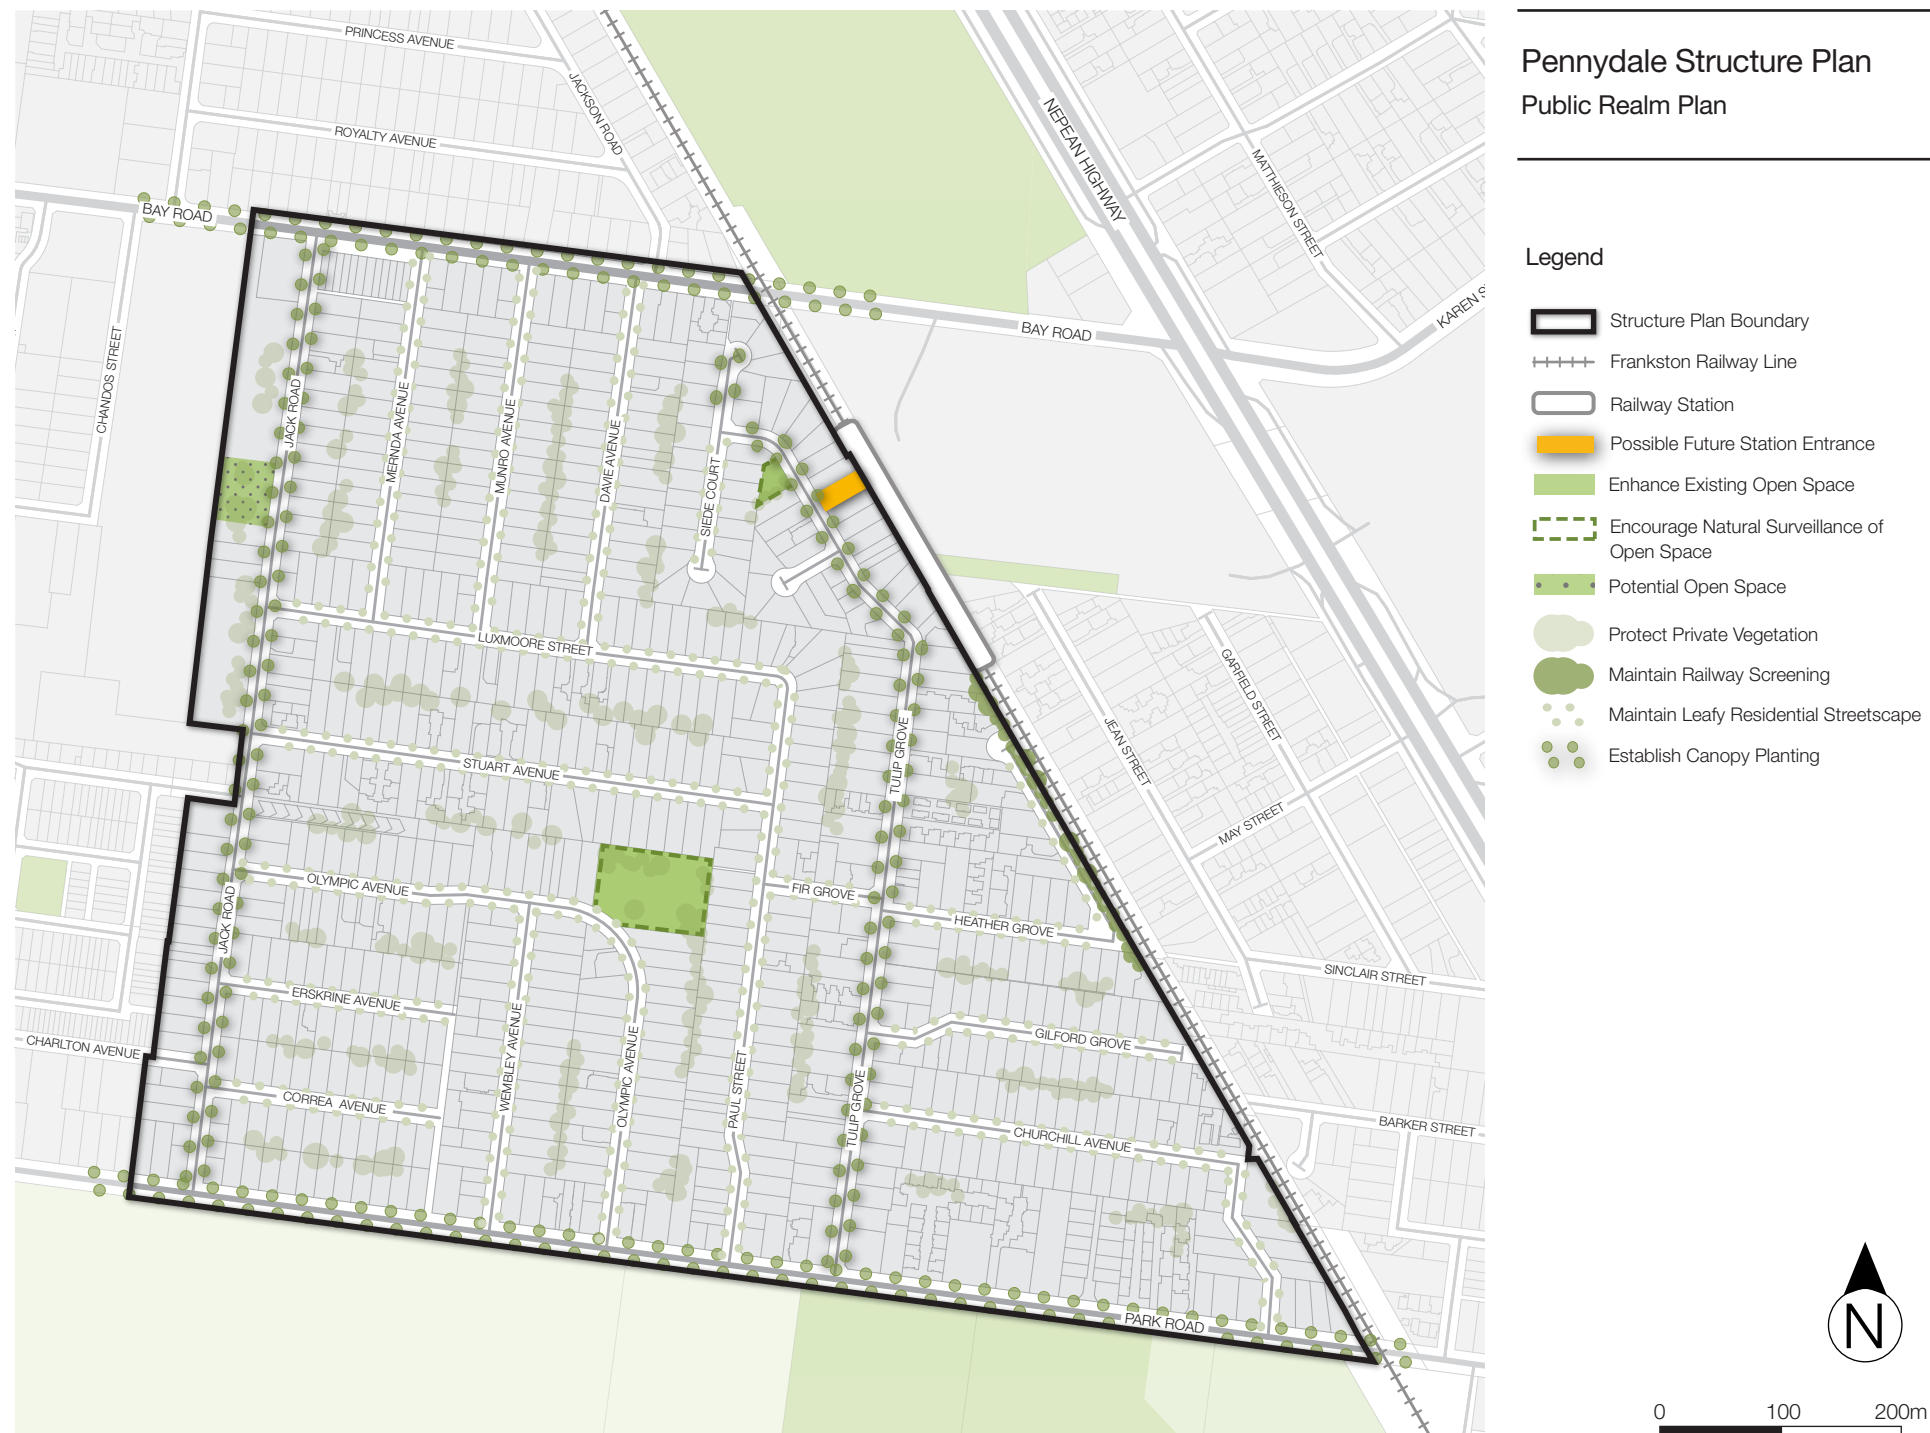 Pennydale Structure Plan
Public Realm Plan
Legend
Structure Plan Boundary
Frankston Railway Line
Railway Station
Possible Future Station Entrance
Enhance Existing Open Space
Encourage Natural Surveillance of
Open Space
Potential Open Space
Protect Private Vegetation
Maintain Railway Screening
Maintain Leafy Residential Streetscape
Establish Canopy Planting
N
0 100 200m
PRINCESS AVENUE
JACKSON ROAD
ROYALTY AVENUE
NEPEAN HIGHWAY
MATTHIESON STREET
BAY ROAD
BAY ROAD
KAREN S
CHANDOS STREET
JACK ROAD
MERNDA AVENUE
MUNRO AVENUE
DAVIE AVENUE
SIEDE COURT
LUXMOORE STREET
GARFIELD STREET
JEAN STREET
TULIP GROVE
STUART AVENUE
MAY STREET
OLYMPIC AVENUE
FIR GROVE
HEATHER GROVE
JACK ROAD
SINCLAIR STREET
ERSKRINE AVENUE
CHARLTON AVENUE
GILFORD GROVE
WEMBLEY AVENUE
OLYMPIC AVENUE
PAUL STREET
TULIP GROVE
CORREA AVENUE
CHURCHILL AVENUE
BARKER STREET
PARK ROAD